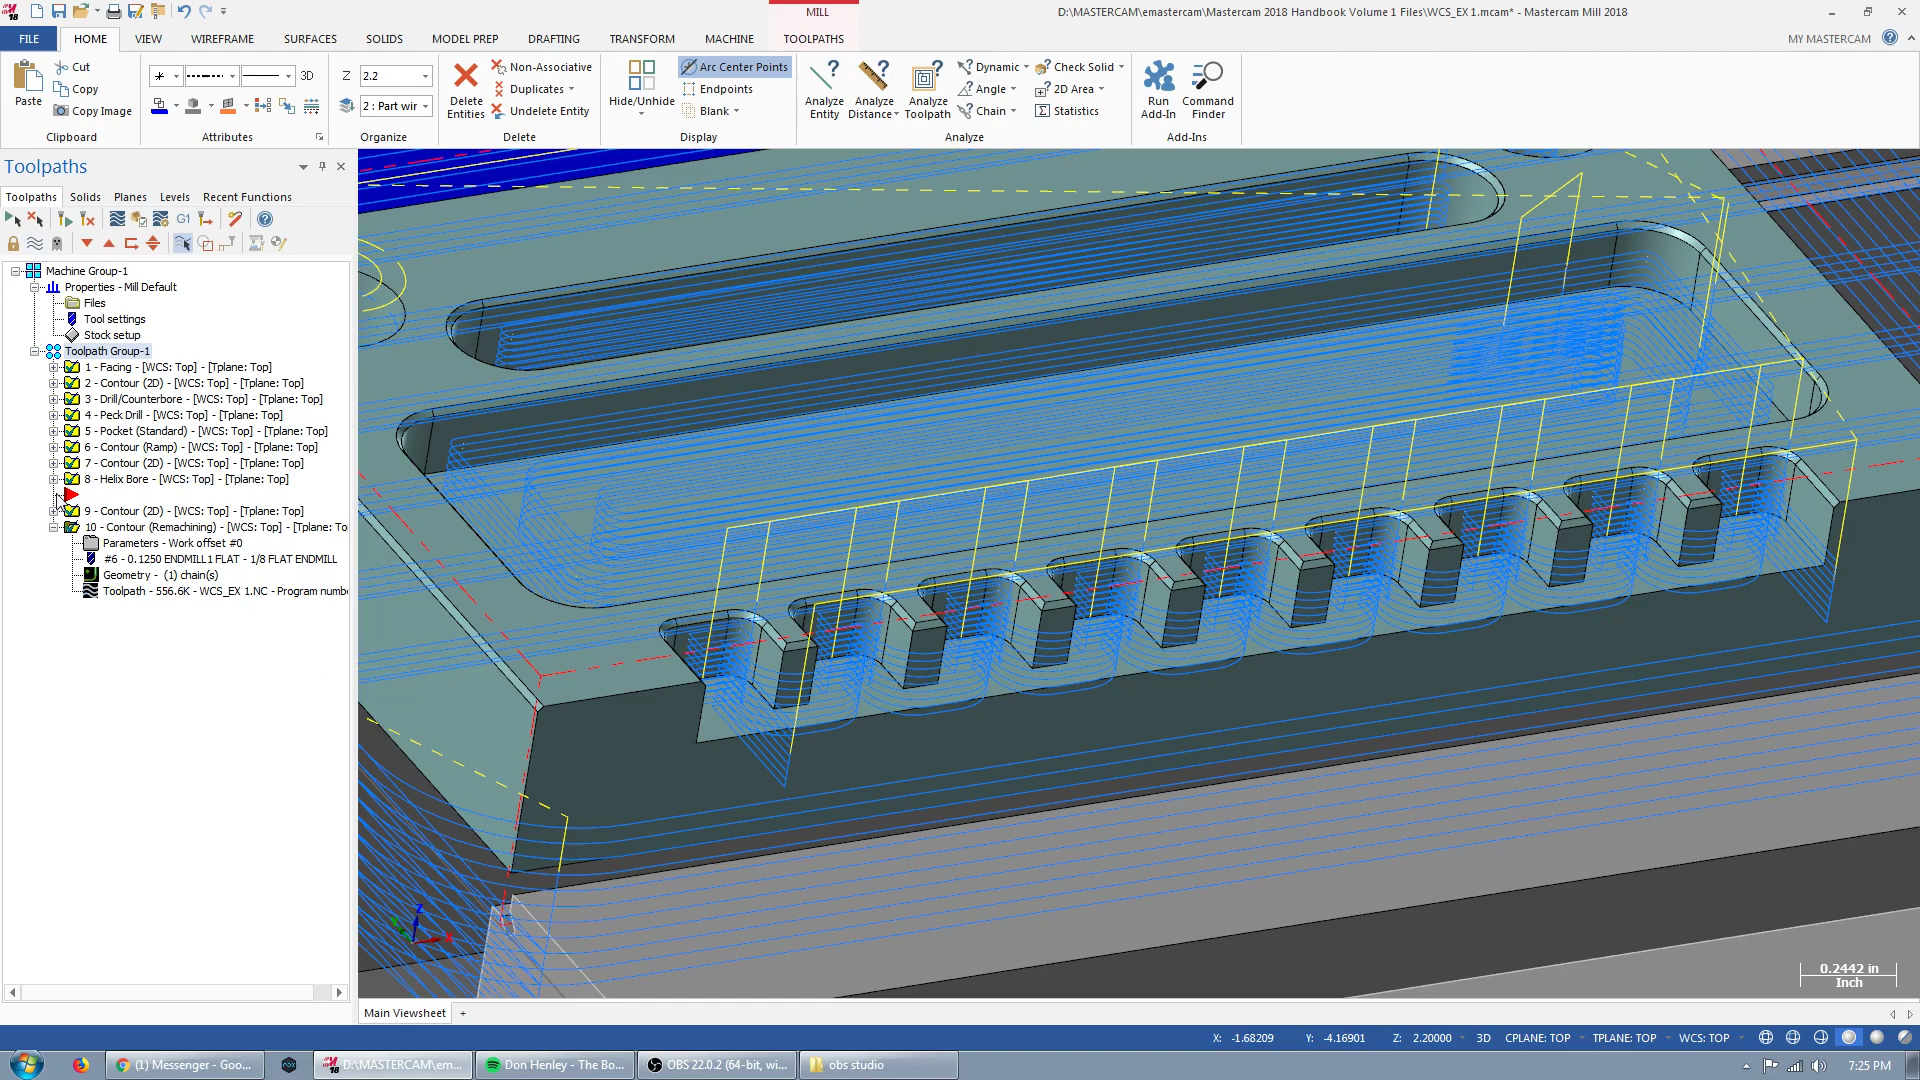 MILL
D:\MASTERCAM\emastercam\Mastercam 2018 Handbook Volume 1 Files\WCS_EX 1.mcam* - Mastercam Mill 2018
FILE HOME VIEW WIREFRAME SURFACES SOLIDS MODEL PREP DRAFTING TRANSFORM MACHINE TOOLPATHS MY MASTERCAM
Paste
Cut
Copy
Copy Image
Clipboard
3D
Attributes
Z 2.2
2 : Part wir
Organize
Delete Entities
Non-Associative
Duplicates
Undelete Entity
Delete
Hide/Unhide
Arc Center Points
Endpoints
Blank
Display
Analyze Entity
Analyze Distance
Analyze Toolpath
Dynamic
Angle
Chain
Check Solid
2D Area
Statistics
Analyze
Run Add-In
Command Finder
Add-Ins
Toolpaths
Toolpaths Solids Planes Levels Recent Functions
G1
Machine Group-1
Properties - Mill Default
Files
Tool settings
Stock setup
Toolpath Group-1
1 - Facing - [WCS: Top] - [Tplane: Top]
2 - Contour (2D) - [WCS: Top] - [Tplane: Top]
3 - Drill/Counterbore - [WCS: Top] - [Tplane: Top]
4 - Peck Drill - [WCS: Top] - [Tplane: Top]
5 - Pocket (Standard) - [WCS: Top] - [Tplane: Top]
6 - Contour (Ramp) - [WCS: Top] - [Tplane: Top]
7 - Contour (2D) - [WCS: Top] - [Tplane: Top]
8 - Helix Bore - [WCS: Top] - [Tplane: Top]
9 - Contour (2D) - [WCS: Top] - [Tplane: Top]
10 - Contour (Remachining) - [WCS: Top] - [Tplane: To
Parameters - Work offset #0
#6 - 0.1250 ENDMILL1 FLAT - 1/8 FLAT ENDMILL
Geometry - (1) chain(s)
Toolpath - 556.6K - WCS_EX 1.NC - Program numb
Z
X
0.2442 in
Inch
Main Viewsheet +
X: -1.68209 Y: -4.16901 Z: 2.20000 3D CPLANE: TOP TPLANE: TOP WCS: TOP
(1) Messenger - Goo...
D:\MASTERCAM\em...
Don Henley - The Bo...
OBS 22.0.2 (64-bit, wi...
obs studio
7:25 PM